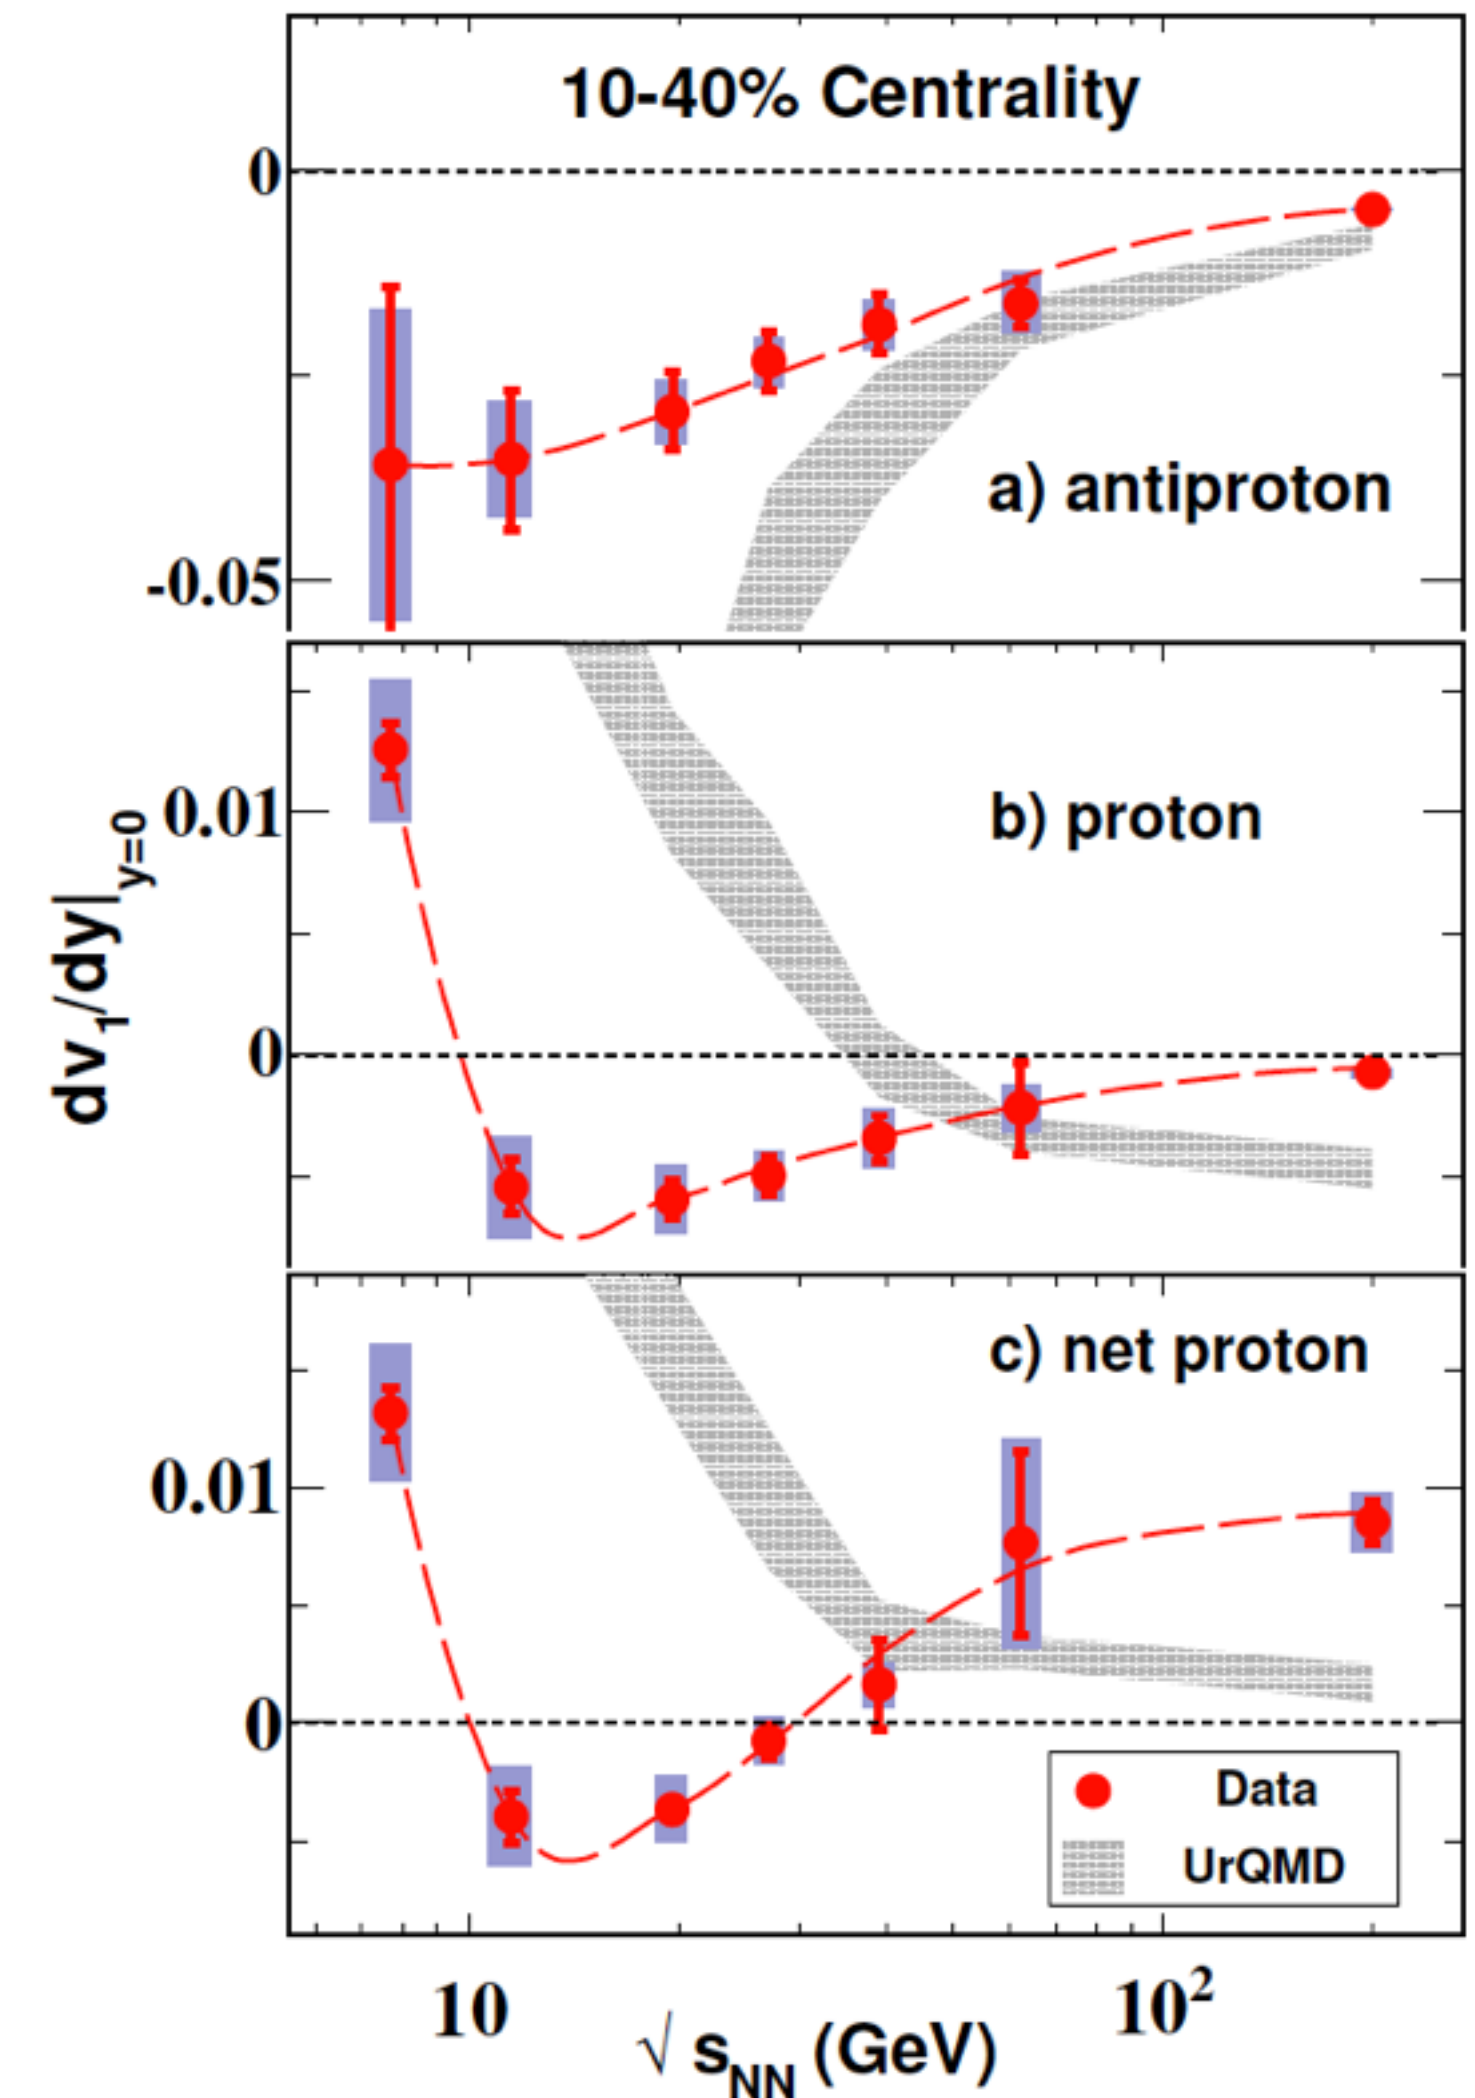 10-40% Centrality
0
a) antiproton
-0.05
0.01
b) proton
dv₁/dy|y=0
0
c) net proton
0.01
0
Data
UrQMD
10
10²
√ sNN (GeV)